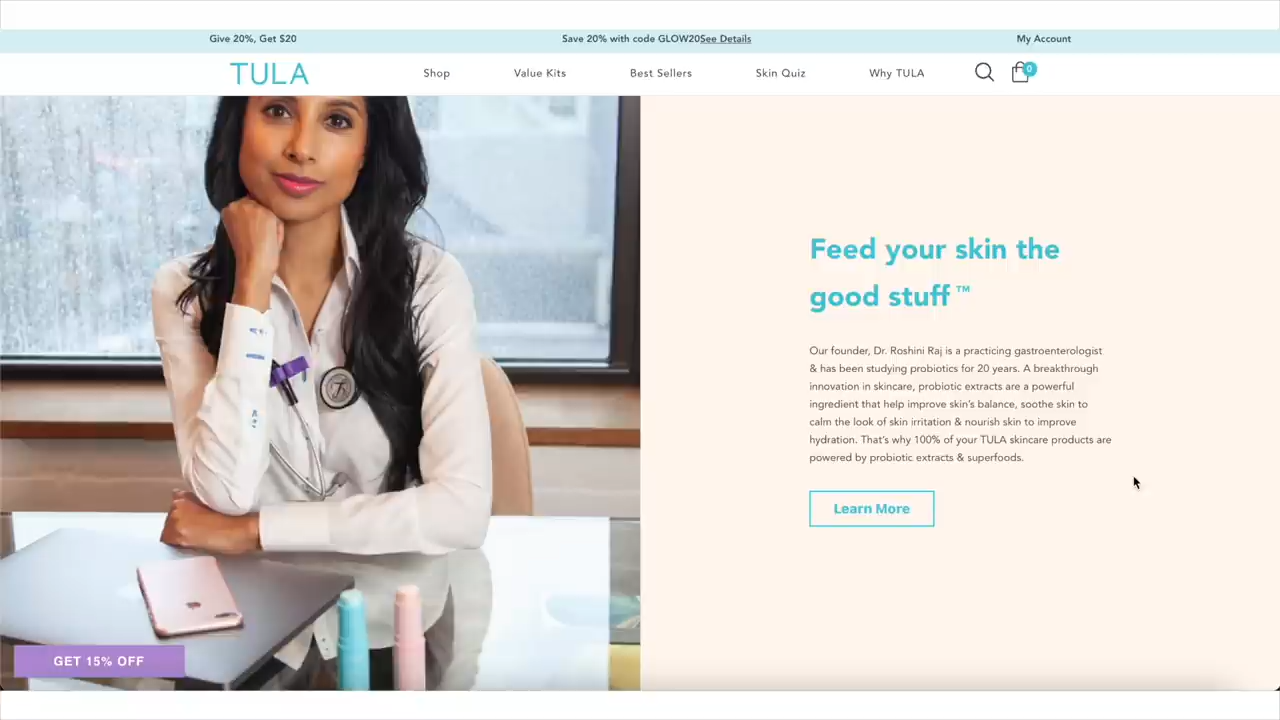 Give 20%, Get $20
Save 20% with code GLOW20See Details
My Account
TULA
Shop
Value Kits
Best Sellers
Skin Quiz
Why TULA
0
Feed your skin the
good stuff ™
Our founder, Dr. Roshini Raj is a practicing gastroenterologist
& has been studying probiotics for 20 years. A breakthrough
innovation in skincare, probiotic extracts are a powerful
ingredient that help improve skin's balance, soothe skin to
calm the look of skin irritation & nourish skin to improve
hydration. That's why 100% of your TULA skincare products are
powered by probiotic extracts & superfoods.
Learn More
GET 15% OFF